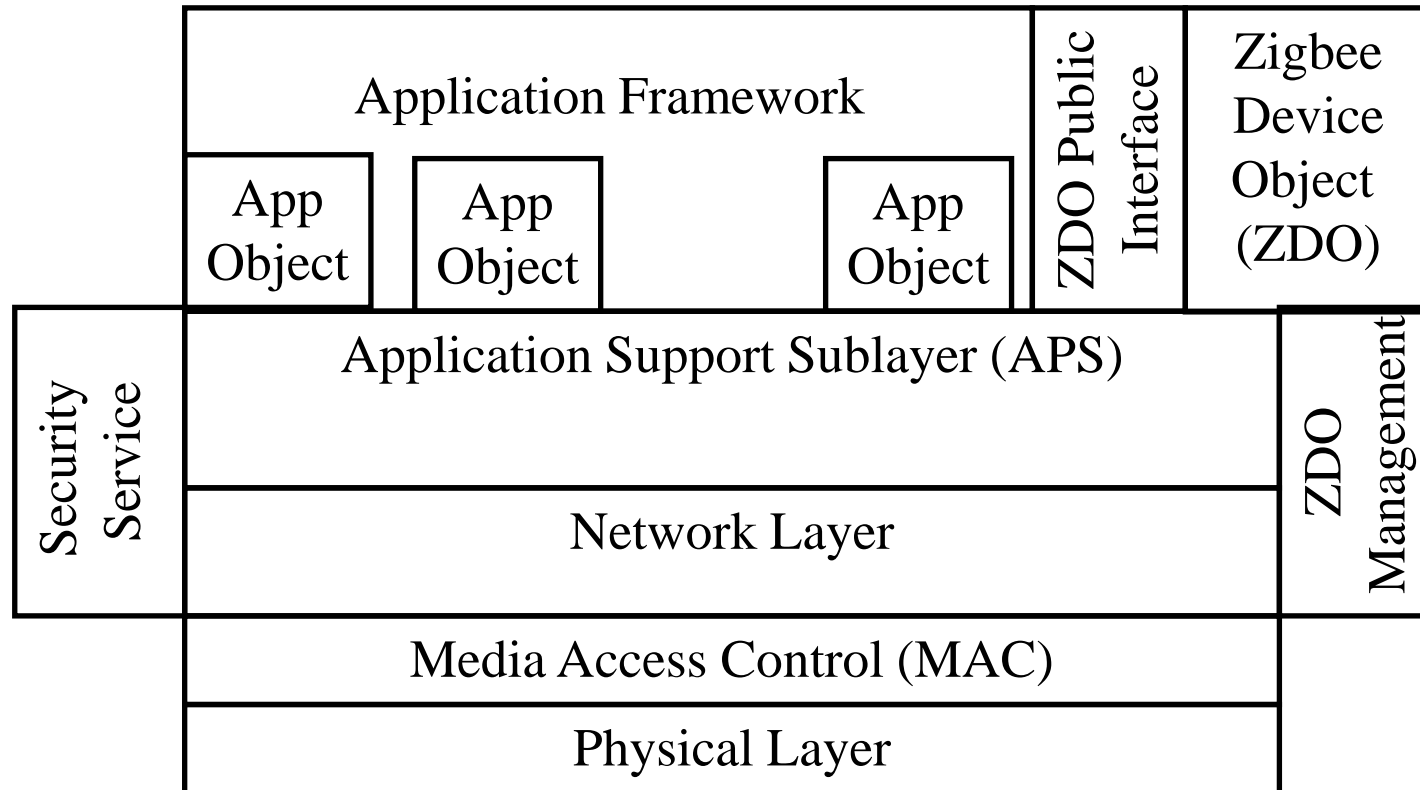 Application Framework
ZDO Public
Interface
Zigbee
Device
Object
(ZDO)
App
Object
App
Object
App
Object
Security
Service
Application Support Sublayer (APS)
ZDO
Management
Network Layer
Media Access Control (MAC)
Physical Layer